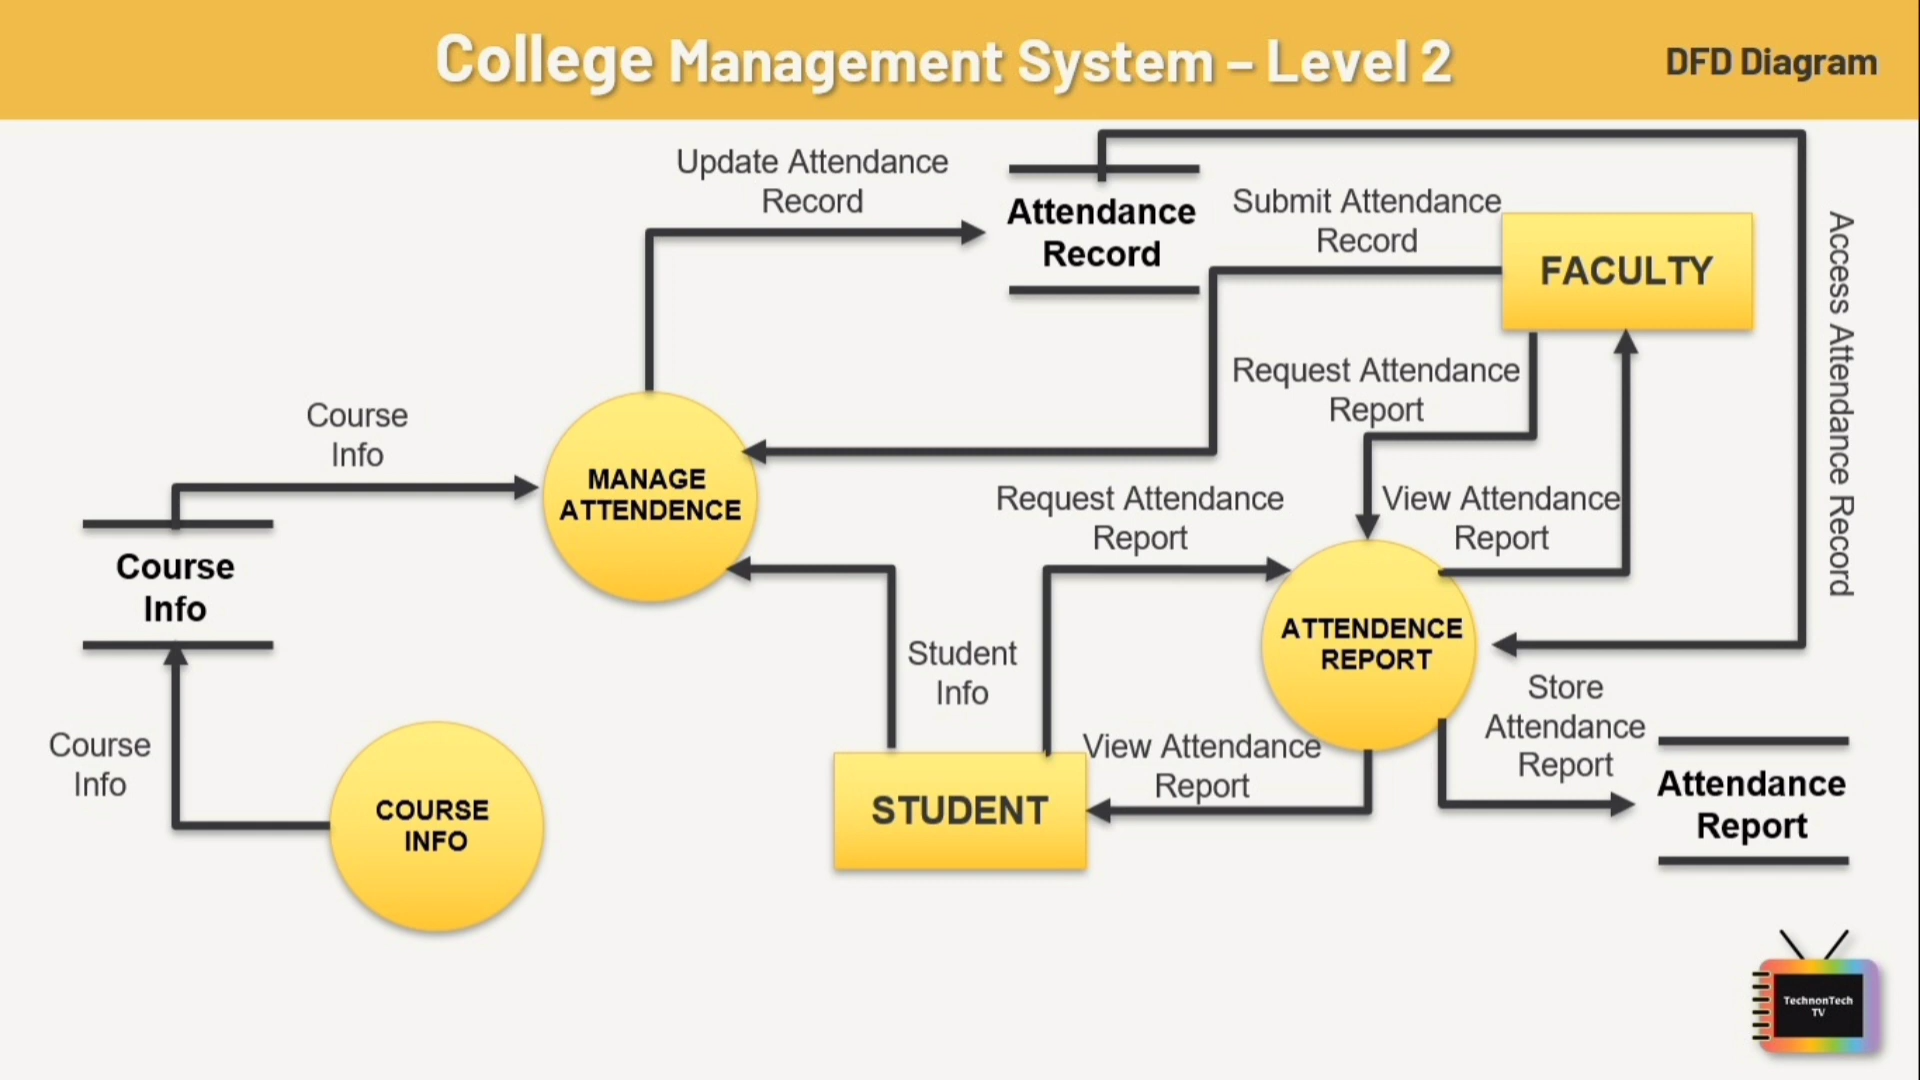 College Management System – Level 2
DFD Diagram
Update Attendance
Record
Attendance
Record
Submit Attendance
Record
FACULTY
Access Attendance Record
Request Attendance
Report
Course
Info
MANAGE
ATTENDENCE
Request Attendance
Report
View Attendance
Report
Course
Info
ATTENDENCE
REPORT
Student
Info
Store
Attendance
Report
Course
Info
View Attendance
Report
COURSE
INFO
STUDENT
Attendance
Report
TechnonTech
TV